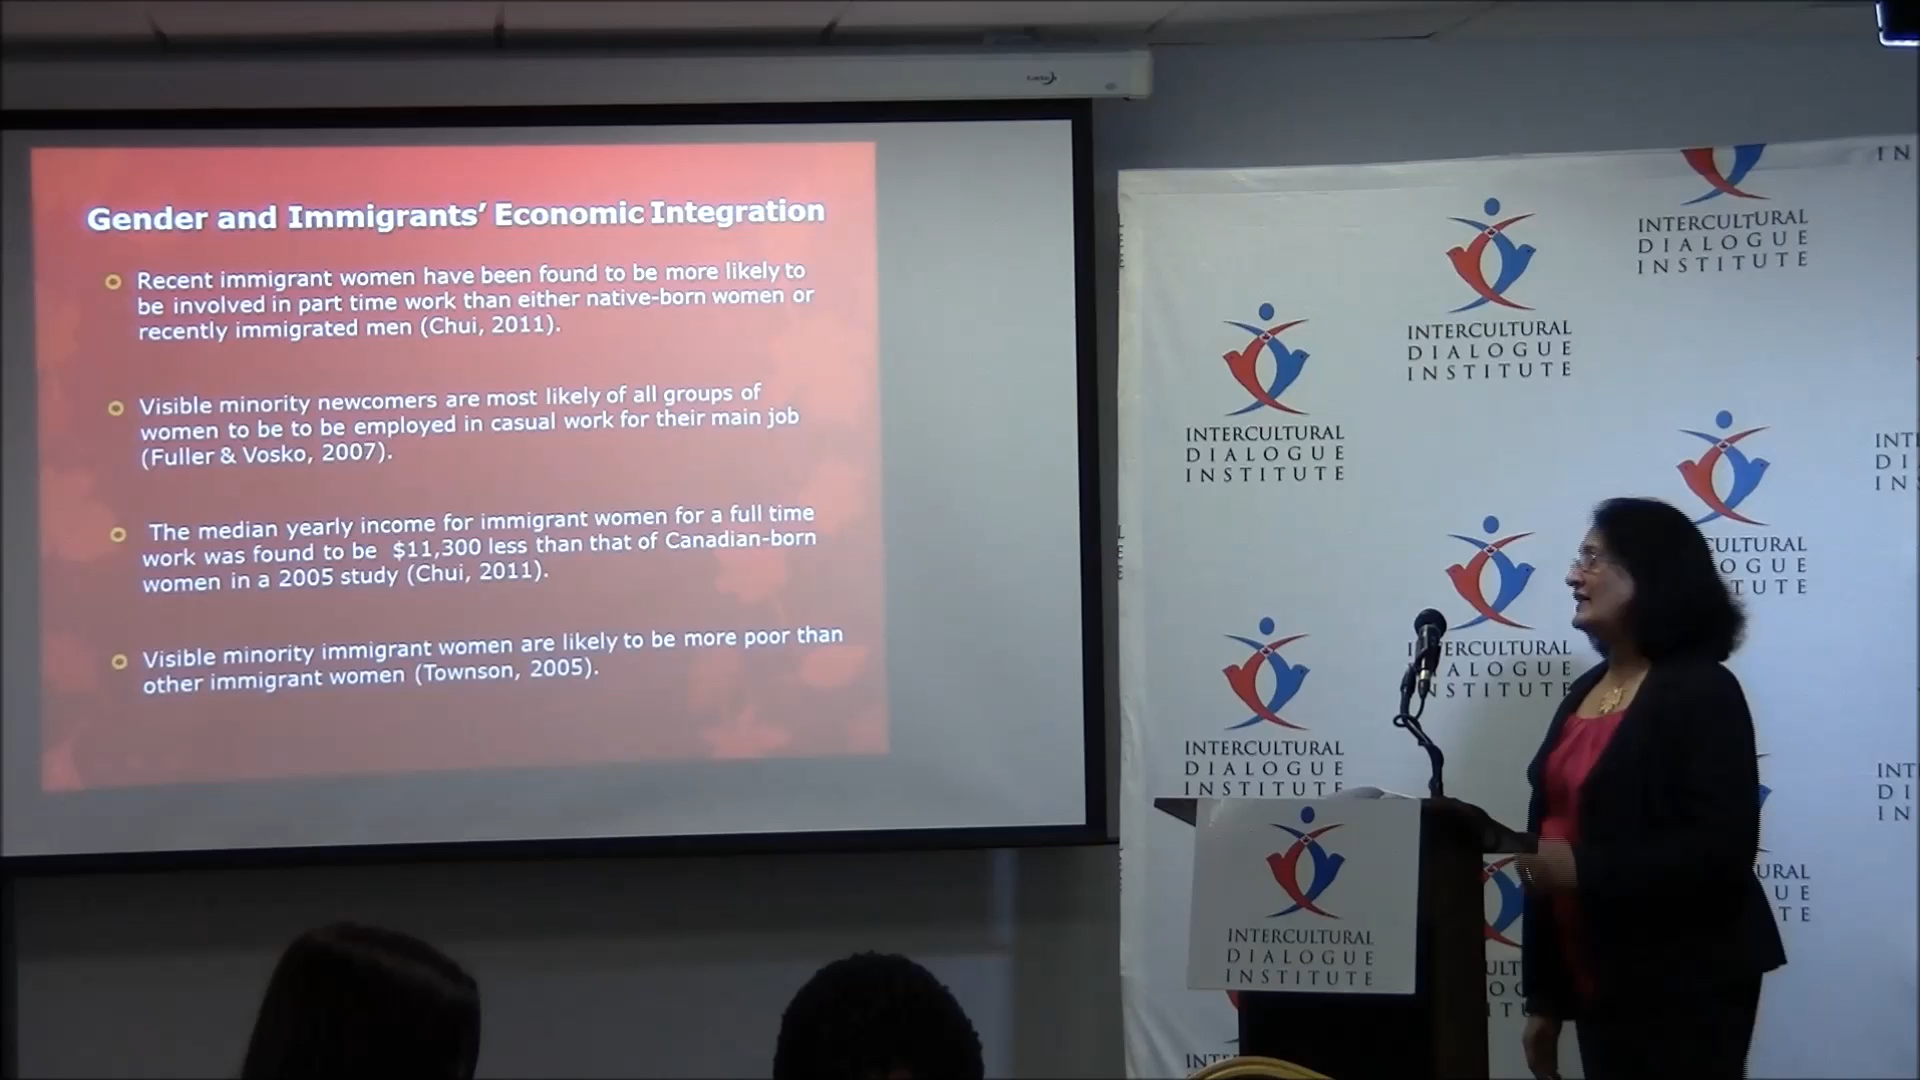 Gender and Immigrants' Economic Integration
Recent immigrant women have been found to be more likely to
be involved in part time work than either native-born women or
recently immigrated men (Chui, 2011).
Visible minority newcomers are most likely of all groups of
women to be to be employed in casual work for their main job
(Fuller & Vosko, 2007).
The median yearly income for immigrant women for a full time
work was found to be $11,300 less than that of Canadian-born
women in a 2005 study (Chui, 2011).
Visible minority immigrant women are likely to be more poor than
other immigrant women (Townson, 2005).
INTERCULTURAL
DIALOGUE
INSTITUTE
INTERCULTURAL
DIALOGUE
INSTITUTE
INTERCULTURAL
DIALOGUE
INSTITUTE
INTERCULTURAL
DIALOGUE
INSTITUTE
INTERCULTURAL
DIALOGUE
INSTITUTE